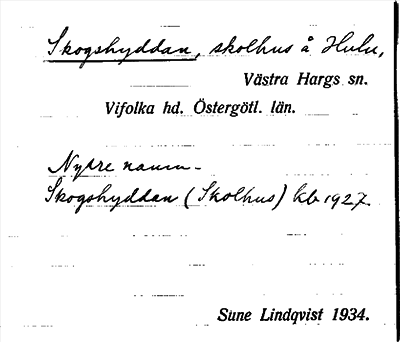 Skogshyddan, skolhus å Hulu,
Västra Hargs sn.
Vifolka hd. Östergötl. län.
Nyare namn.
Skogshyddan (Skolhus) kb 1927.
Sune Lindqvist 1934.